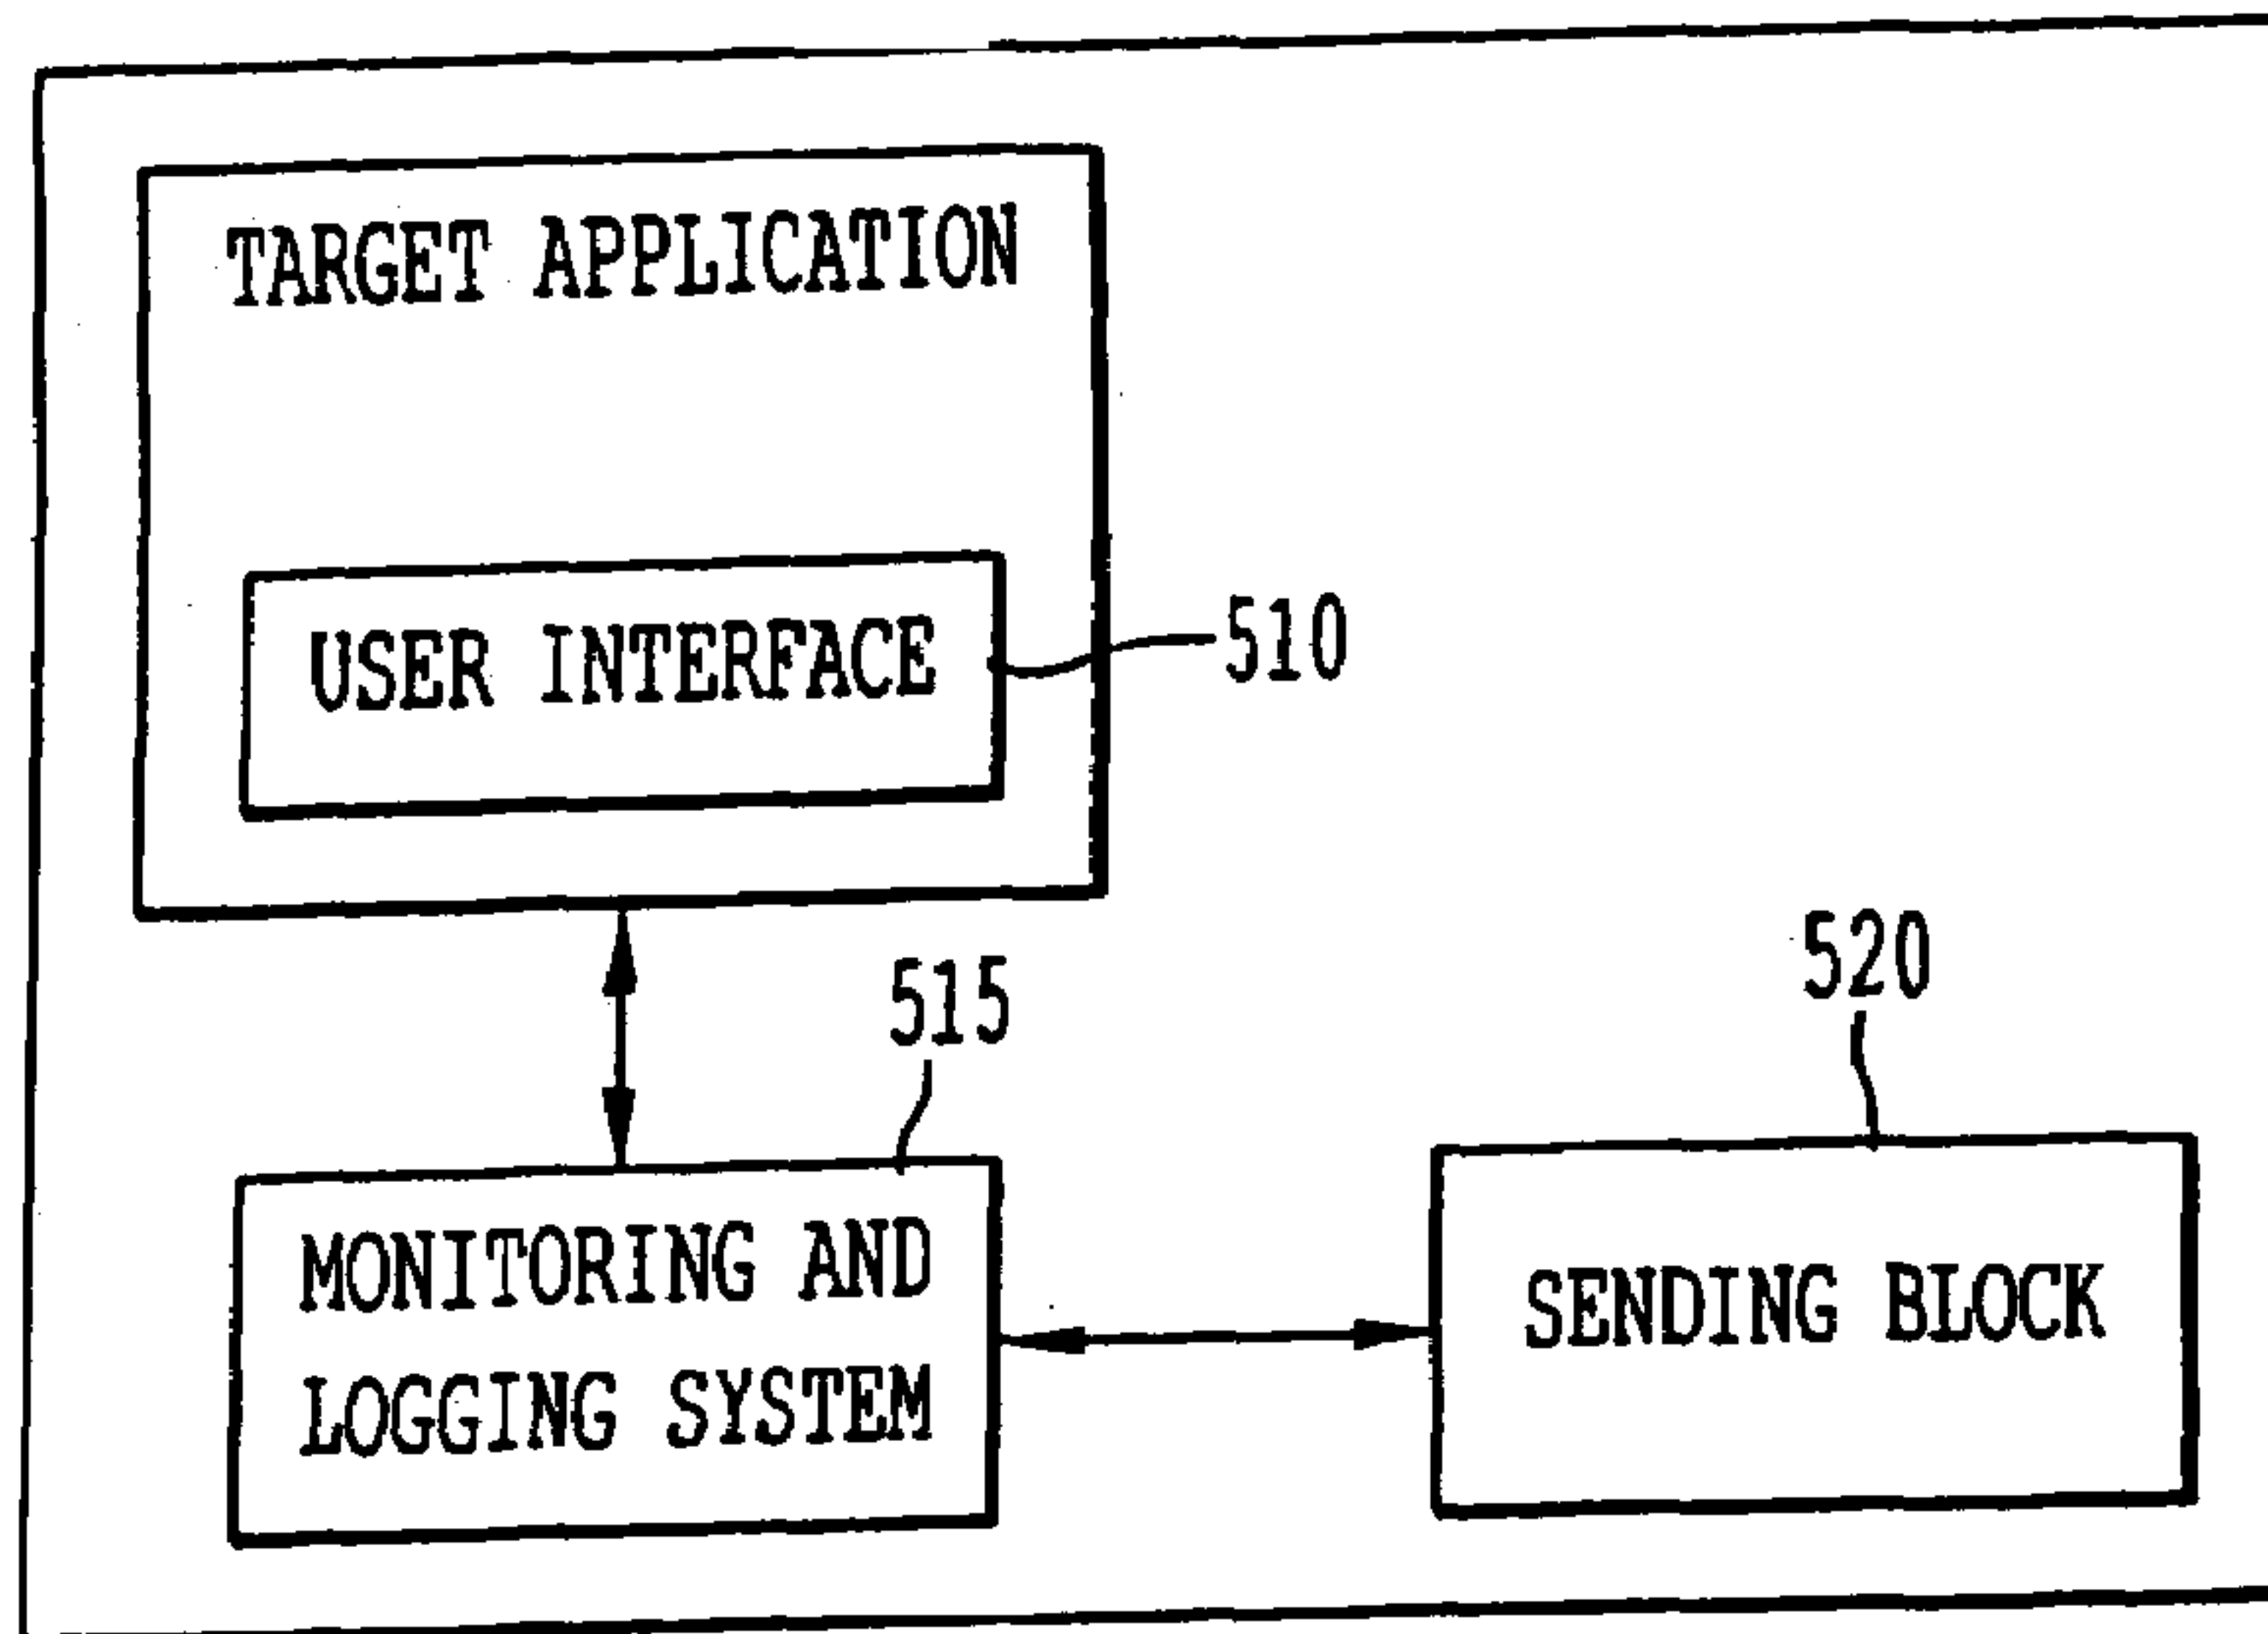 TARGET APPLICATION
USER INTERFACE
510
515
520
MONITORING AND
LOGGING SYSTEM
SENDING BLOCK